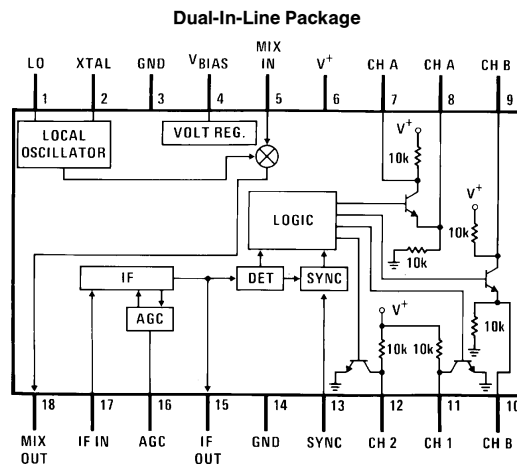 Dual-In-Line Package
LO XTAL GND VBIAS MIX IN V+ CH A CH A CH B
1 2 3 4 5 6 7 8 9
LOCAL OSCILLATOR
VOLT REG.
V+
10k
V+
LOGIC
10k
10k
IF
DET
SYNC
V+
AGC
10k
10k
10k
18 17 16 15 14 13 12 11 10
MIX OUT IF IN AGC IF OUT GND SYNC CH 2 CH 1 CH B